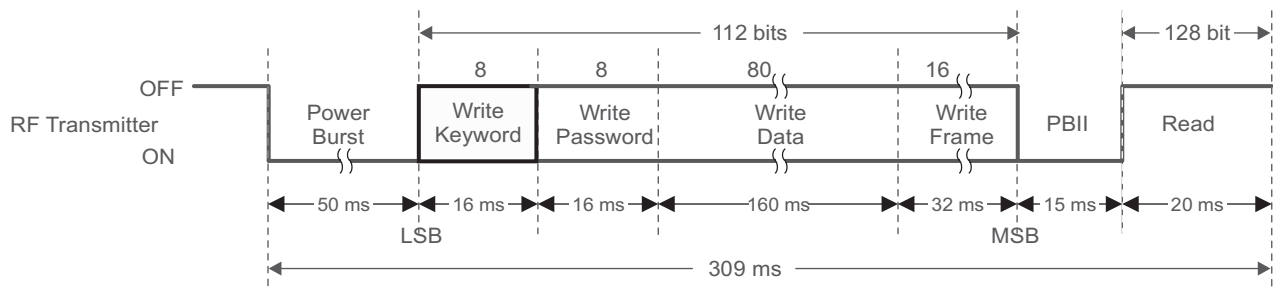 112 bits
128 bit
8
8
80
16
OFF
RF Transmitter
ON
Power
Burst
Write
Keyword
Write
Password
Write
Data
Write
Frame
PBII
Read
50 ms
16 ms
16 ms
160 ms
32 ms
15 ms
20 ms
LSB
MSB
309 ms